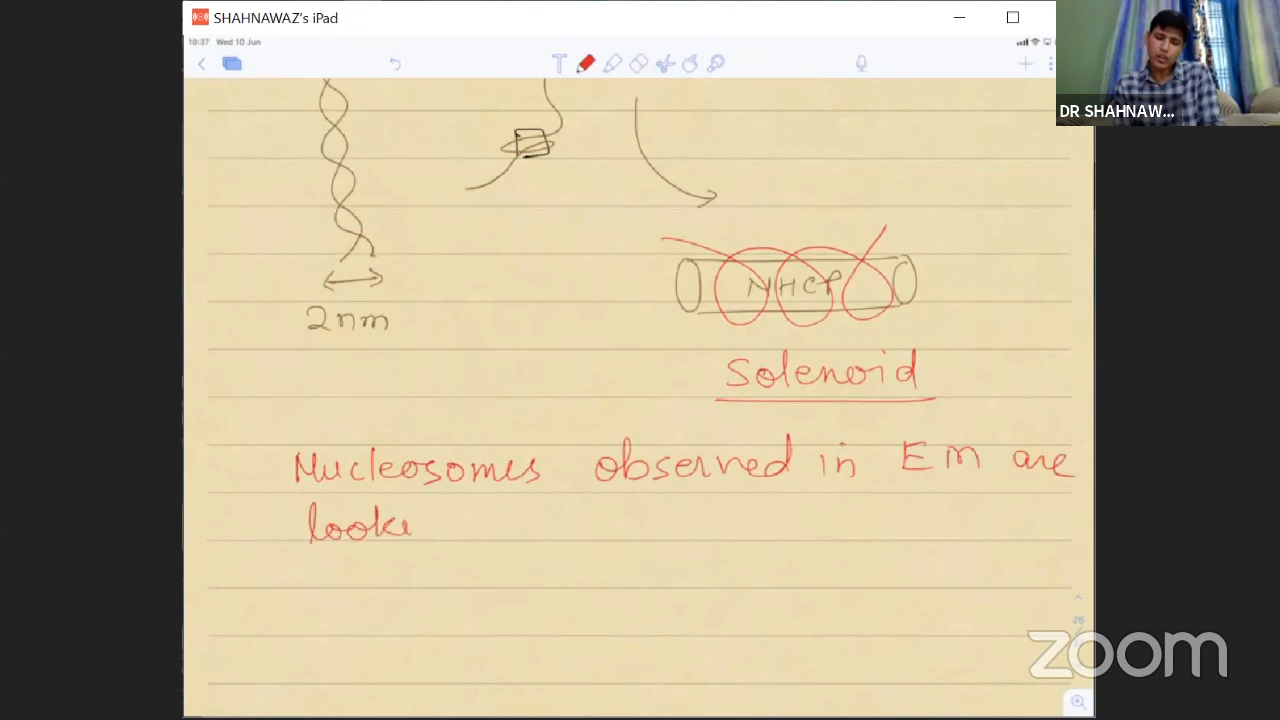 SHAHNAWAZ's iPad
10:37 Wed 10 Jun
DR SHAHNAW...
NHCP
2nm
Solenoid
Nucleosomes observed in EM are
looke
26
zoom